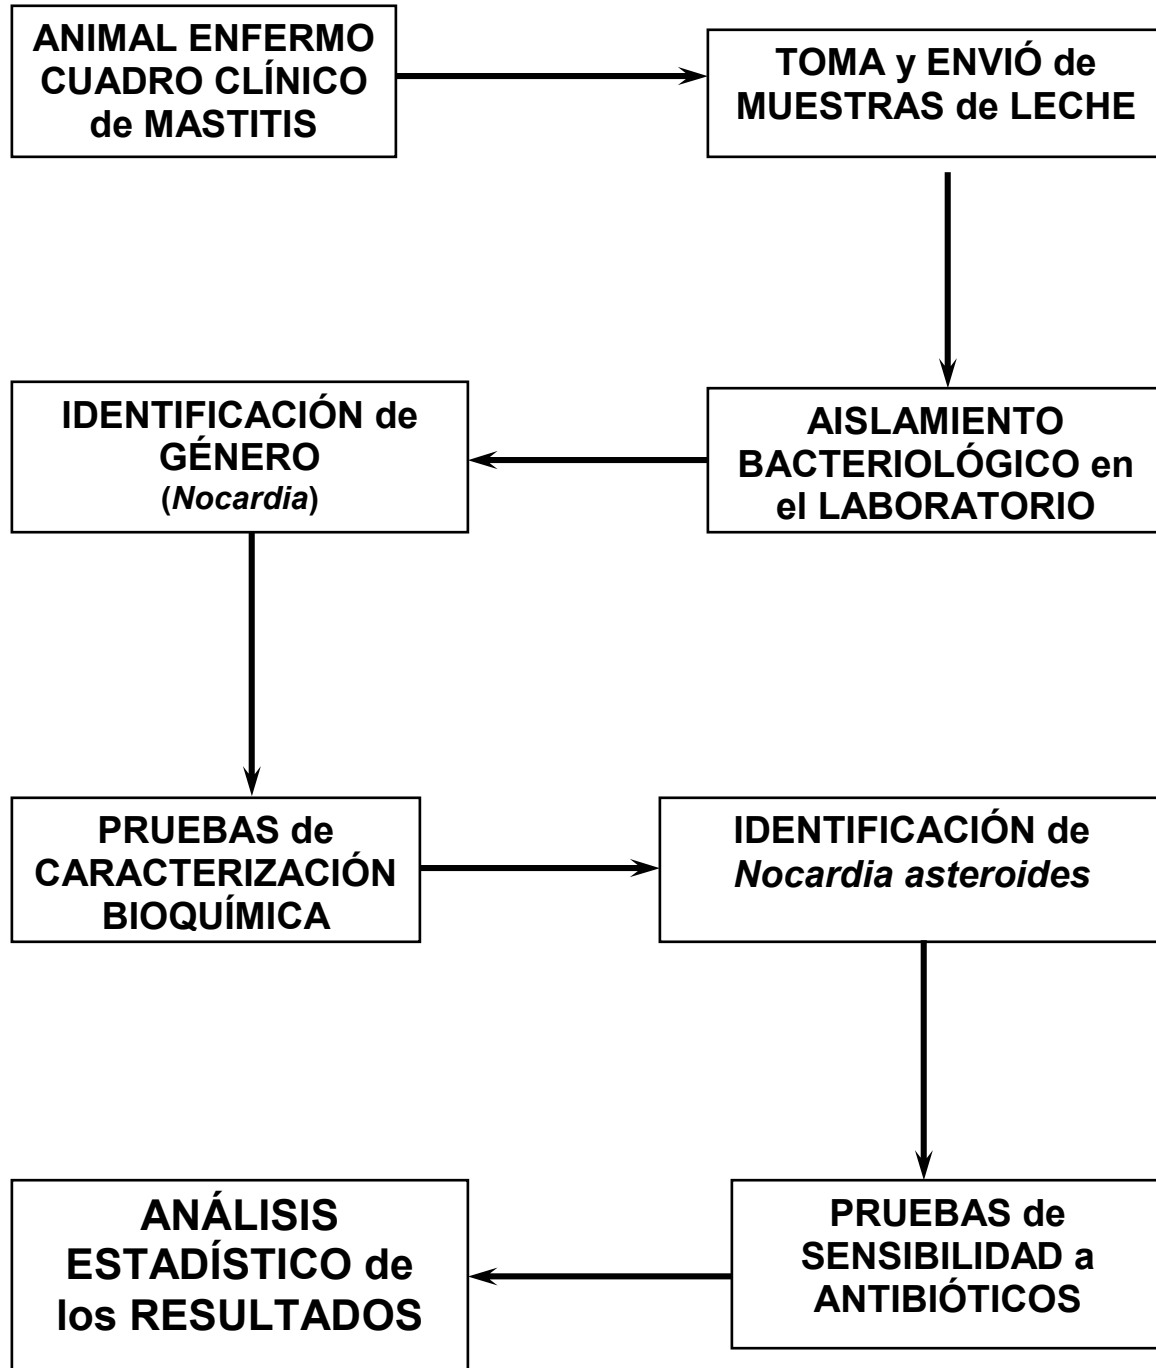 ANIMAL ENFERMO
CUADRO CLÍNICO
de MASTITIS
TOMA y ENVIÓ de
MUESTRAS de LECHE
AISLAMIENTO
BACTERIOLÓGICO en
el LABORATORIO
IDENTIFICACIÓN de
GÉNERO
(Nocardia)
PRUEBAS de
CARACTERIZACIÓN
BIOQUÍMICA
IDENTIFICACIÓN de
Nocardia asteroides
PRUEBAS de
SENSIBILIDAD a
ANTIBIÓTICOS
ANÁLISIS
ESTADÍSTICO de
los RESULTADOS